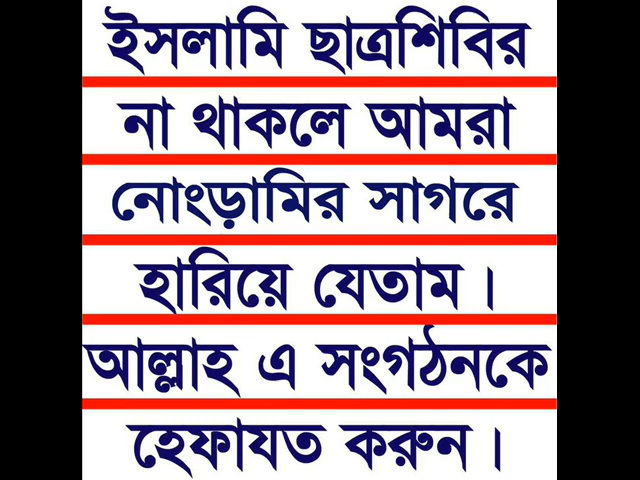 ইসলামি ছাত্রশিবির
না থাকলে আমরা
নোংড়ামির সাগরে
হারিয়ে যেতাম।
আল্লাহ এ সংগঠনকে
হেফাযত করুন।